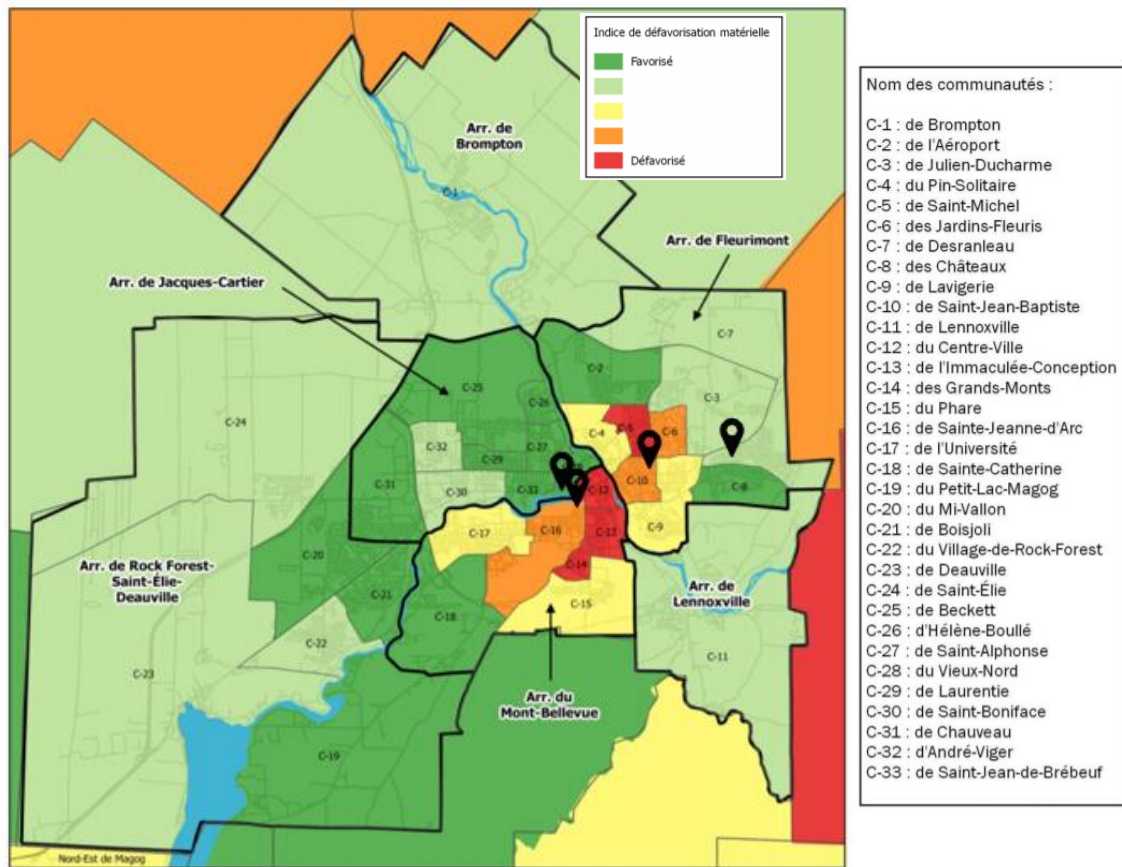 Indice de défavorisation matérielle
Favorisé
Défavorisé
Arr. de
Brompton
C-1
Arr. de Fleurimont
Arr. de Jacques-Cartier
C-7
C-2
C-25
C-3
C-26
C-24
C-4
C-5
C-6
C-32
C-27
C-29
C-31
C-30
C-33
C-10
C-8
C-12
C-17
C-16
C-13
C-9
C-20
Arr. de Rock Forest-
Saint-Élie-
Deauville
C-14
C-21
C-15
C-18
Arr. de
Lennoxville
C-22
C-11
C-23
Arr. du
Mont-Bellevue
C-19
Nord-Est de Magog
Nom des communautés :
C-1 : de Brompton
C-2 : de l'Aéroport
C-3 : de Julien-Ducharme
C-4 : du Pin-Solitaire
C-5 : de Saint-Michel
C-6 : des Jardins-Fleuris
C-7 : de Desranleau
C-8 : des Châteaux
C-9 : de Lavigerie
C-10 : de Saint-Jean-Baptiste
C-11 : de Lennoxville
C-12 : du Centre-Ville
C-13 : de l'Immaculée-Conception
C-14 : des Grands-Monts
C-15 : du Phare
C-16 : de Sainte-Jeanne-d'Arc
C-17 : de l'Université
C-18 : de Sainte-Catherine
C-19 : du Petit-Lac-Magog
C-20 : du Mi-Vallon
C-21 : de Boisjoli
C-22 : du Village-de-Rock-Forest
C-23 : de Deauville
C-24 : de Saint-Élie
C-25 : de Beckett
C-26 : d'Hélène-Boullé
C-27 : de Saint-Alphonse
C-28 : du Vieux-Nord
C-29 : de Laurentie
C-30 : de Saint-Boniface
C-31 : de Chauveau
C-32 : d'André-Viger
C-33 : de Saint-Jean-de-Brébeuf